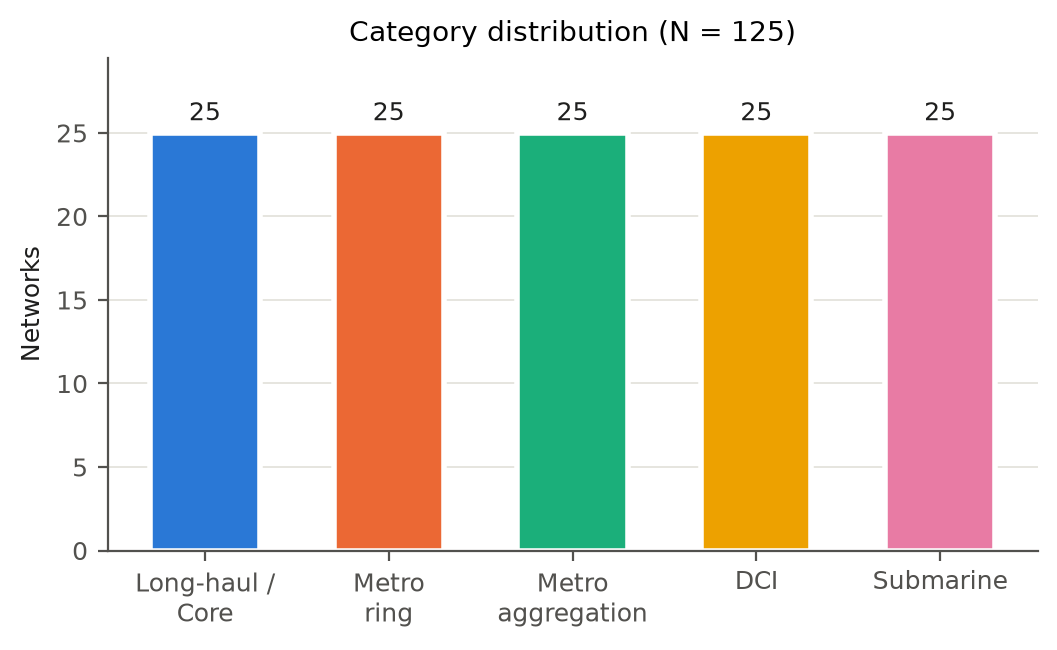 Category distribution (N = 125)
25 25 25 25 25
Networks
25
20
15
10
5
0
Long-haul /
Core
Metro
ring
Metro
aggregation
DCI
Submarine